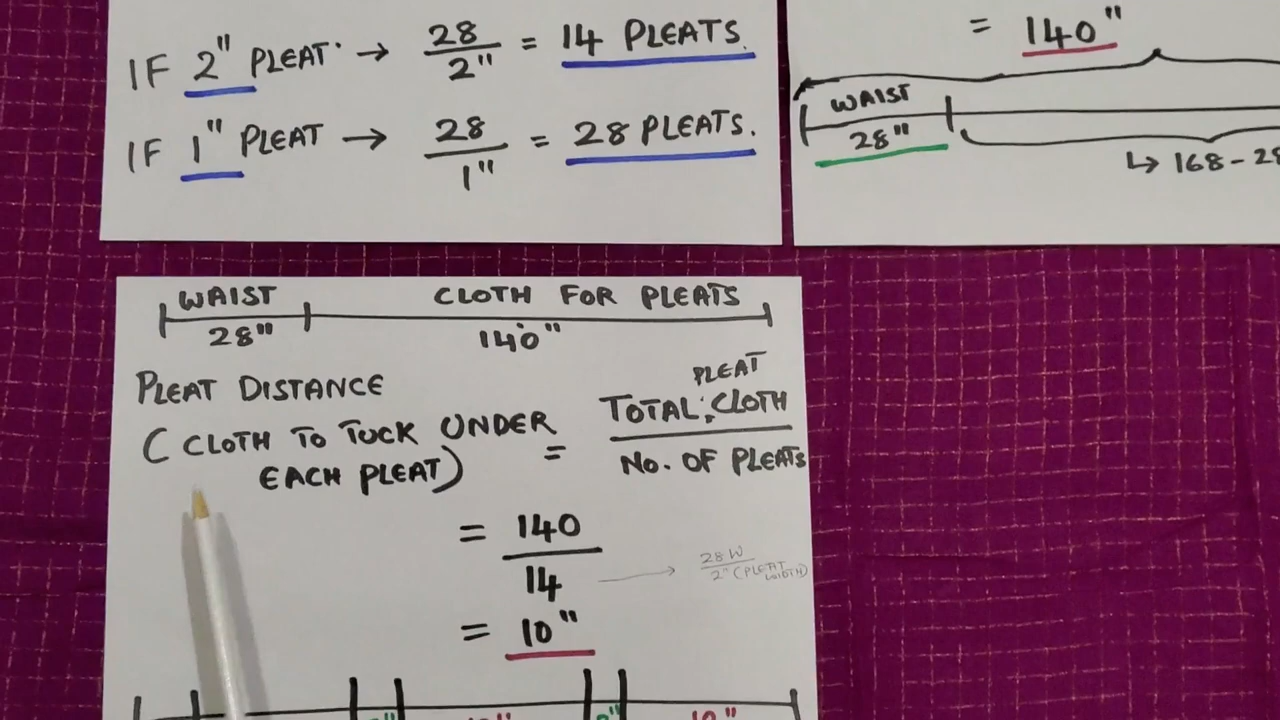 IF 2" PLEAT → 28/2" = 14 PLEATS.
IF 1" PLEAT → 28/1" = 28 PLEATS.
= 140"
WAIST
28"
↳ 168 - 28
WAIST CLOTH FOR PLEATS
28" 140"
PLEAT DISTANCE
(CLOTH TO TUCK UNDER
EACH PLEAT)
=
PLEAT
TOTAL CLOTH
No. OF PLEATS
= 140
14 → 28 W
2" (PLEAT WIDTH)
= 10"
10"